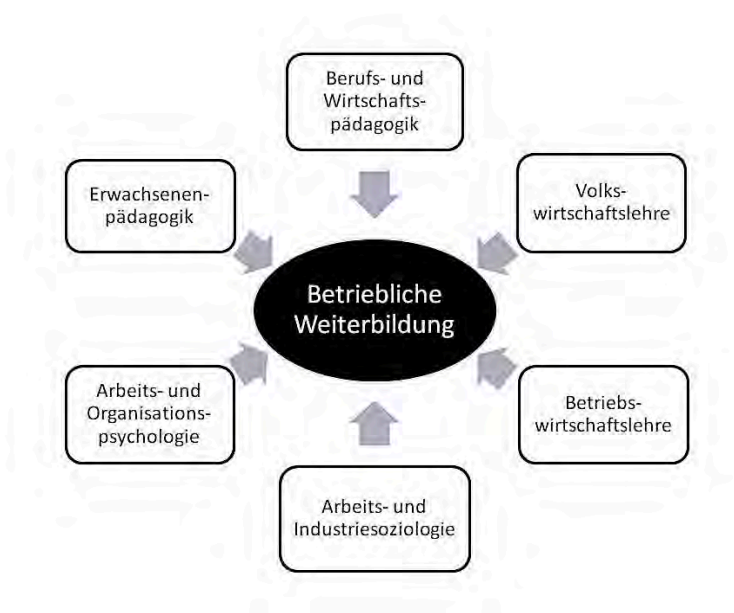 Berufs- und
Wirtschafts-
pädagogik
Erwachsenen-
pädagogik
Volks-
wirtschaftslehre
Betriebliche
Weiterbildung
Arbeits- und
Organisations-
psychologie
Betriebs-
wirtschaftslehre
Arbeits- und
Industriesoziologie